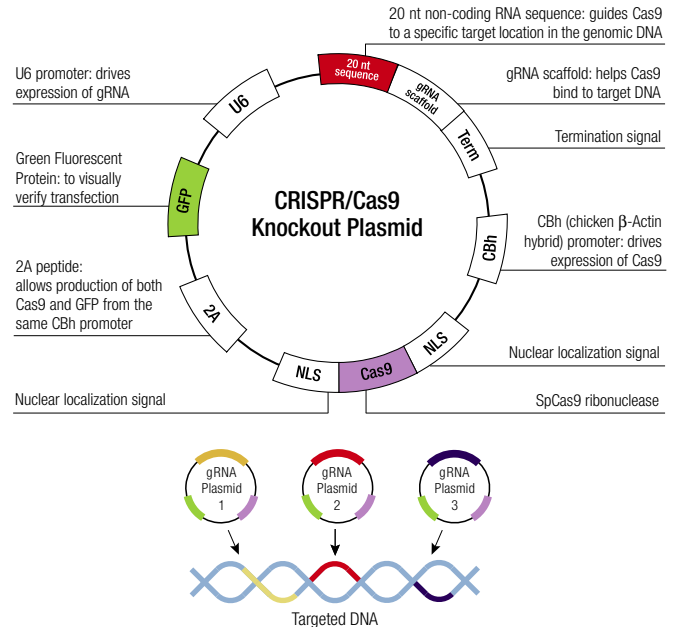 20 nt non-coding RNA sequence: guides Cas9
to a specific target location in the genomic DNA
U6 promoter: drives
expression of gRNA
gRNA scaffold: helps Cas9
bind to target DNA
Termination signal
Green Fluorescent
Protein: to visually
verify transfection
CBh (chicken β-Actin
hybrid) promoter: drives
expression of Cas9
2A peptide:
allows production of both
Cas9 and GFP from the
same CBh promoter
Nuclear localization signal
Nuclear localization signal
SpCas9 ribonuclease
CRISPR/Cas9
Knockout Plasmid
20 nt
sequence
gRNA
scaffold
Term
CBh
NLS
Cas9
NLS
2A
GFP
U6
gRNA
Plasmid
1
gRNA
Plasmid
2
gRNA
Plasmid
3
Targeted DNA